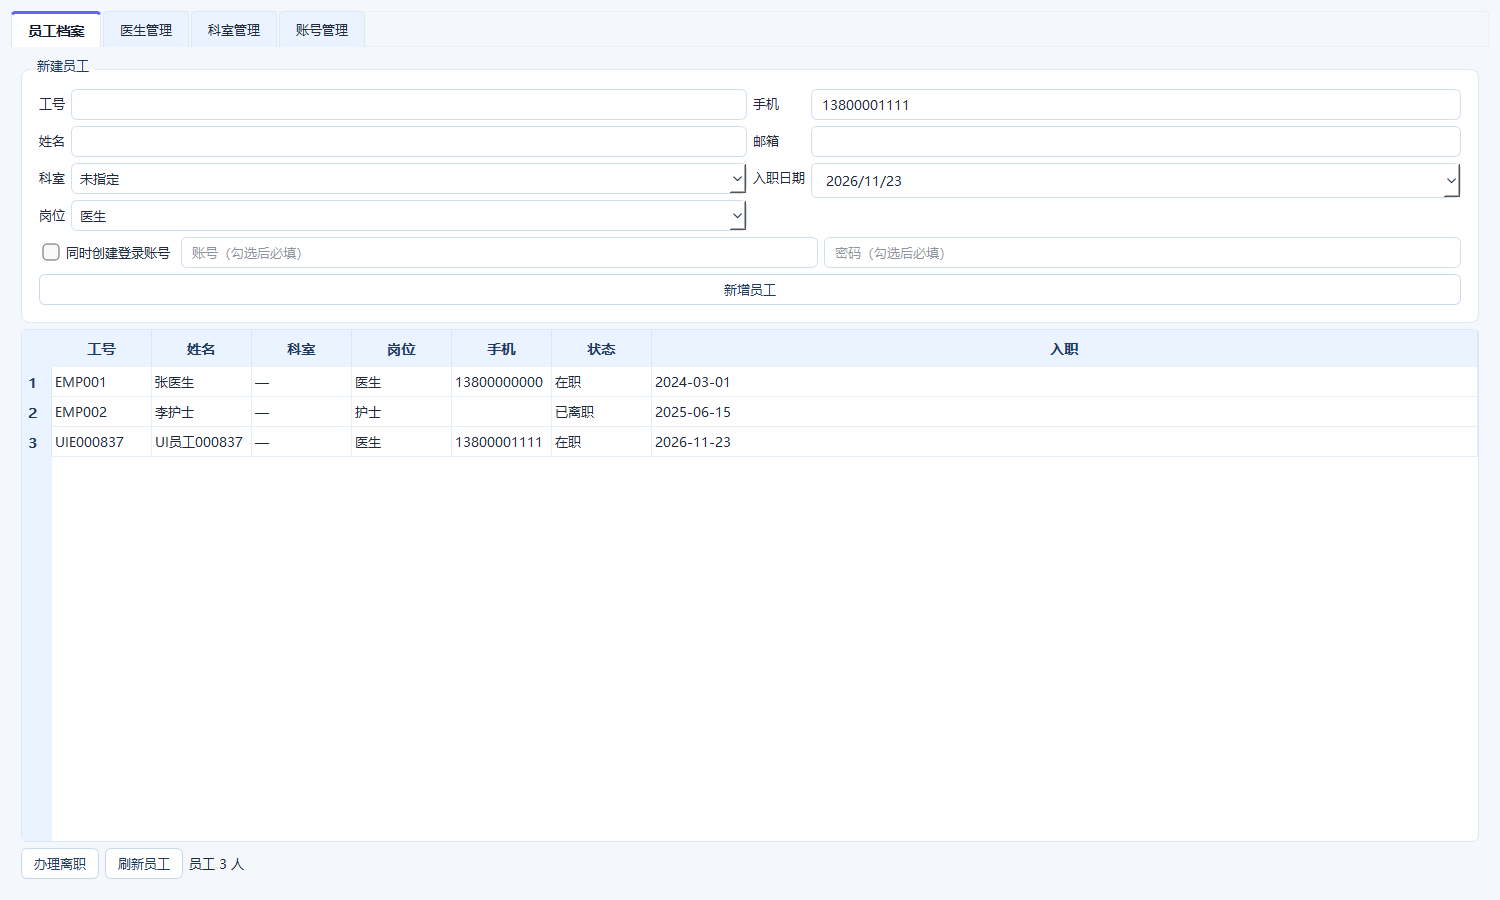 员工档案 医生管理 科室管理 账号管理
新建员工
工号 手机 13800001111
姓名 邮箱
科室 未指定 入职日期 2026/11/23
岗位 医生
同时创建登录账号 账号（勾选后必填） 密码（勾选后必填）
新增员工
工号 姓名 科室 岗位 手机 状态 入职
1 EMP001 张医生 — 医生 13800000000 在职 2024-03-01
2 EMP002 李护士 — 护士 已离职 2025-06-15
3 UIE000837 UI员工000837 — 医生 13800001111 在职 2026-11-23
办理离职 刷新员工 员工 3 人